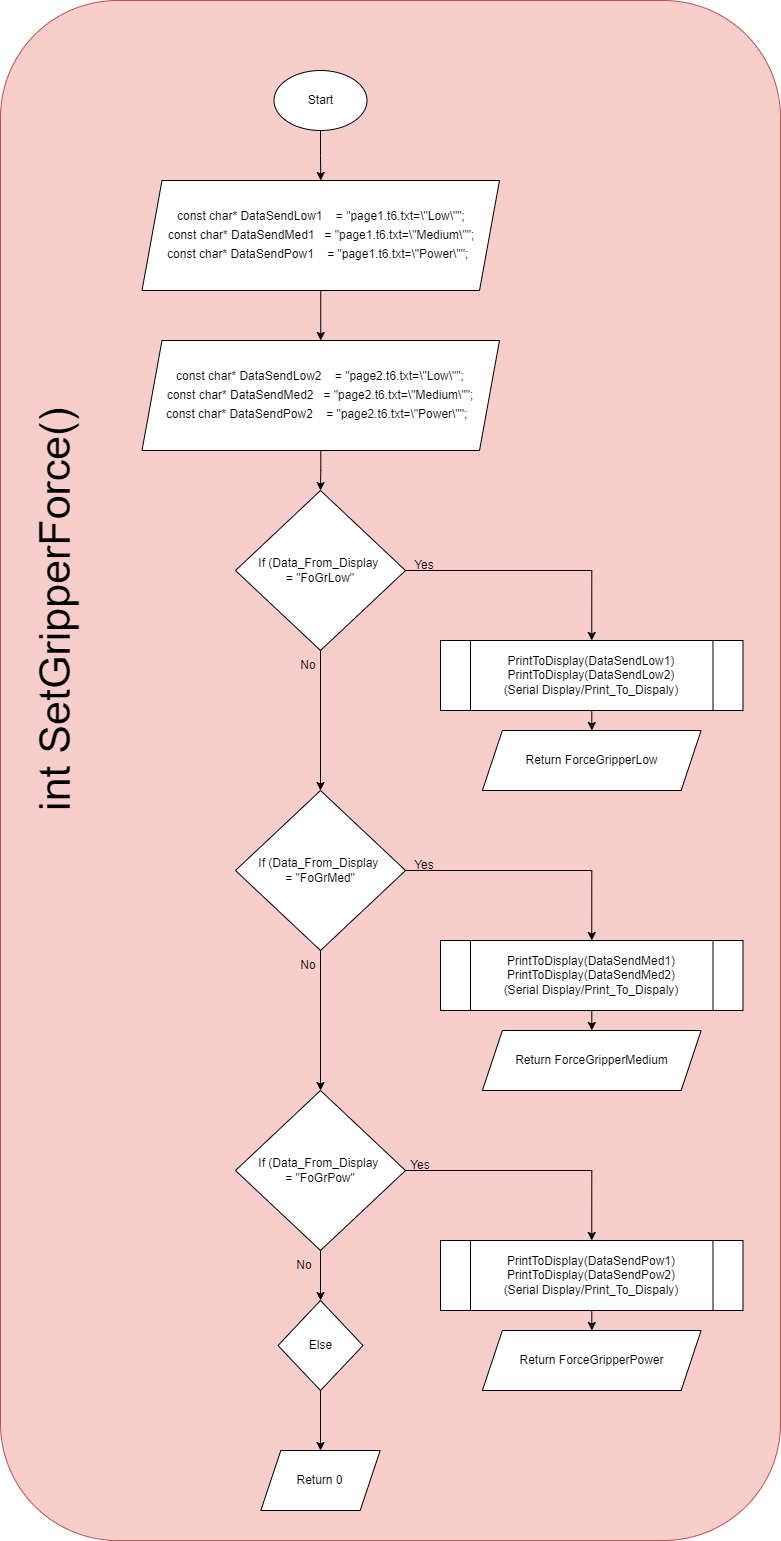 Start
const char* DataSendLow1 = "page1.t6.txt=\"Low\"";
const char* DataSendMed1 = "page1.t6.txt=\"Medium\"";
const char* DataSendPow1 = "page1.t6.txt=\"Power\"";
const char* DataSendLow2 = "page2.t6.txt=\"Low\"";
const char* DataSendMed2 = "page2.t6.txt=\"Medium\"";
const char* DataSendPow2 = "page2.t6.txt=\"Power\"";
int SetGripperForce()
If (Data_From_Display
= "FoGrLow"
Yes
No
PrintToDisplay(DataSendLow1)
PrintToDisplay(DataSendLow2)
(Serial Display/Print_To_Dispaly)
Return ForceGripperLow
If (Data_From_Display
= "FoGrMed"
Yes
No
PrintToDisplay(DataSendMed1)
PrintToDisplay(DataSendMed2)
(Serial Display/Print_To_Dispaly)
Return ForceGripperMedium
If (Data_From_Display
= "FoGrPow"
Yes
No
PrintToDisplay(DataSendPow1)
PrintToDisplay(DataSendPow2)
(Serial Display/Print_To_Dispaly)
Return ForceGripperPower
Else
Return 0